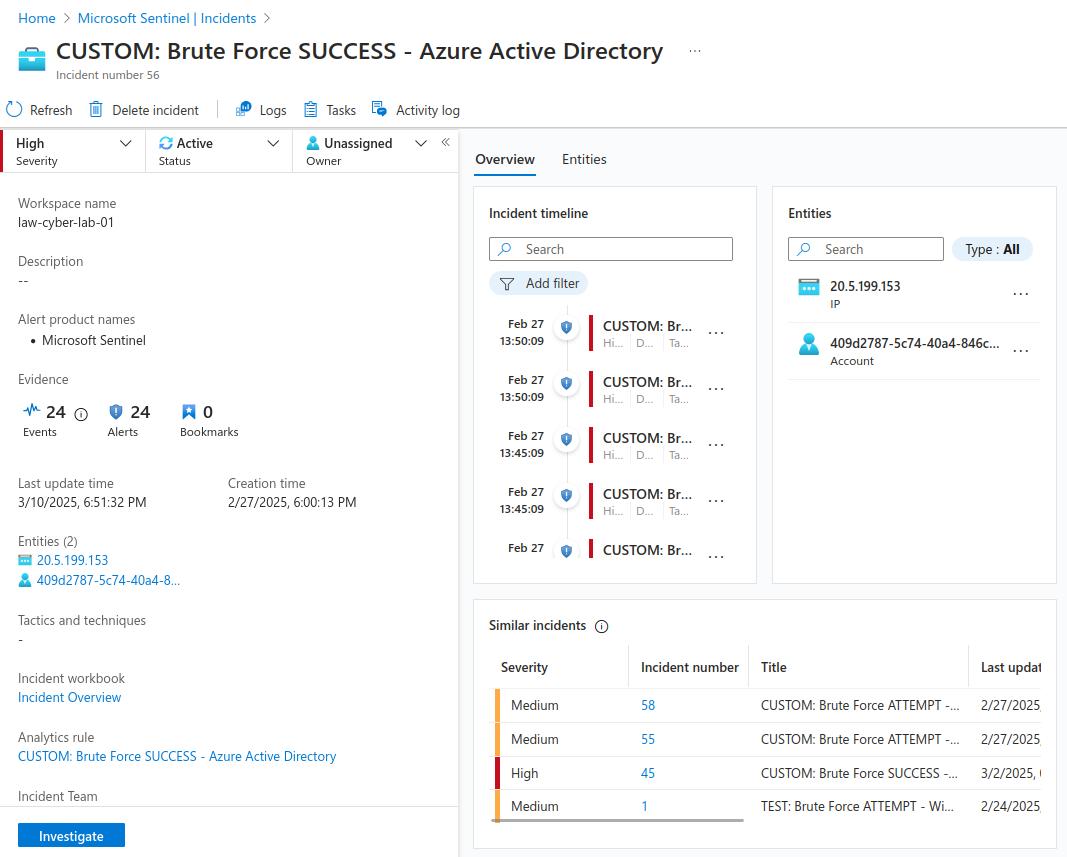 Home > Microsoft Sentinel | Incidents >
CUSTOM: Brute Force SUCCESS - Azure Active Directory ...
Incident number 56
Refresh Delete incident Logs Tasks Activity log
High Active Unassigned «
Severity Status Owner
Workspace name
law-cyber-lab-01
Description
--
Alert product names
• Microsoft Sentinel
Evidence
24 24 0
Events Alerts Bookmarks
Last update time Creation time
3/10/2025, 6:51:32 PM 2/27/2025, 6:00:13 PM
Entities (2)
20.5.199.153
409d2787-5c74-40a4-8...
Tactics and techniques
-
Incident workbook
Incident Overview
Analytics rule
CUSTOM: Brute Force SUCCESS - Azure Active Directory
Incident Team
Investigate
Overview Entities
Incident timeline
Search
Add filter
Feb 27 CUSTOM: Br... ...
13:50:09 Hi... D... Ta...
Feb 27 CUSTOM: Br... ...
13:50:09 Hi... D... Ta...
Feb 27 CUSTOM: Br... ...
13:45:09 Hi... D... Ta...
Feb 27 CUSTOM: Br... ...
13:45:09 Hi... D... Ta...
Feb 27 CUSTOM: Br... ...
Entities
Search Type : All
20.5.199.153 ...
IP
409d2787-5c74-40a4-846c... ...
Account
Similar incidents
Severity Incident number Title Last updat
Medium 58 CUSTOM: Brute Force ATTEMPT -... 2/27/2025,
Medium 55 CUSTOM: Brute Force ATTEMPT -... 2/27/2025,
High 45 CUSTOM: Brute Force SUCCESS -... 3/2/2025,
Medium 1 TEST: Brute Force ATTEMPT - Wi... 2/24/2025,